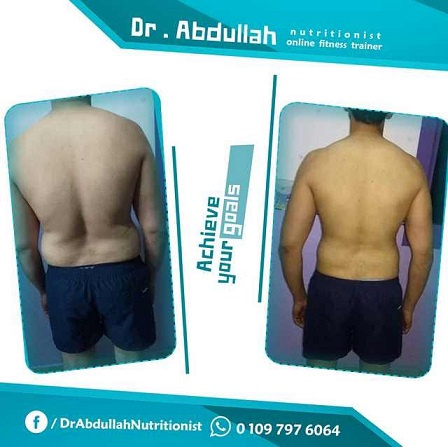 Dr . Abdullah
nutritionist
online fitness trainer
Achieve
your goals
/DrAbdullahNutritionist
0 109 797 6064